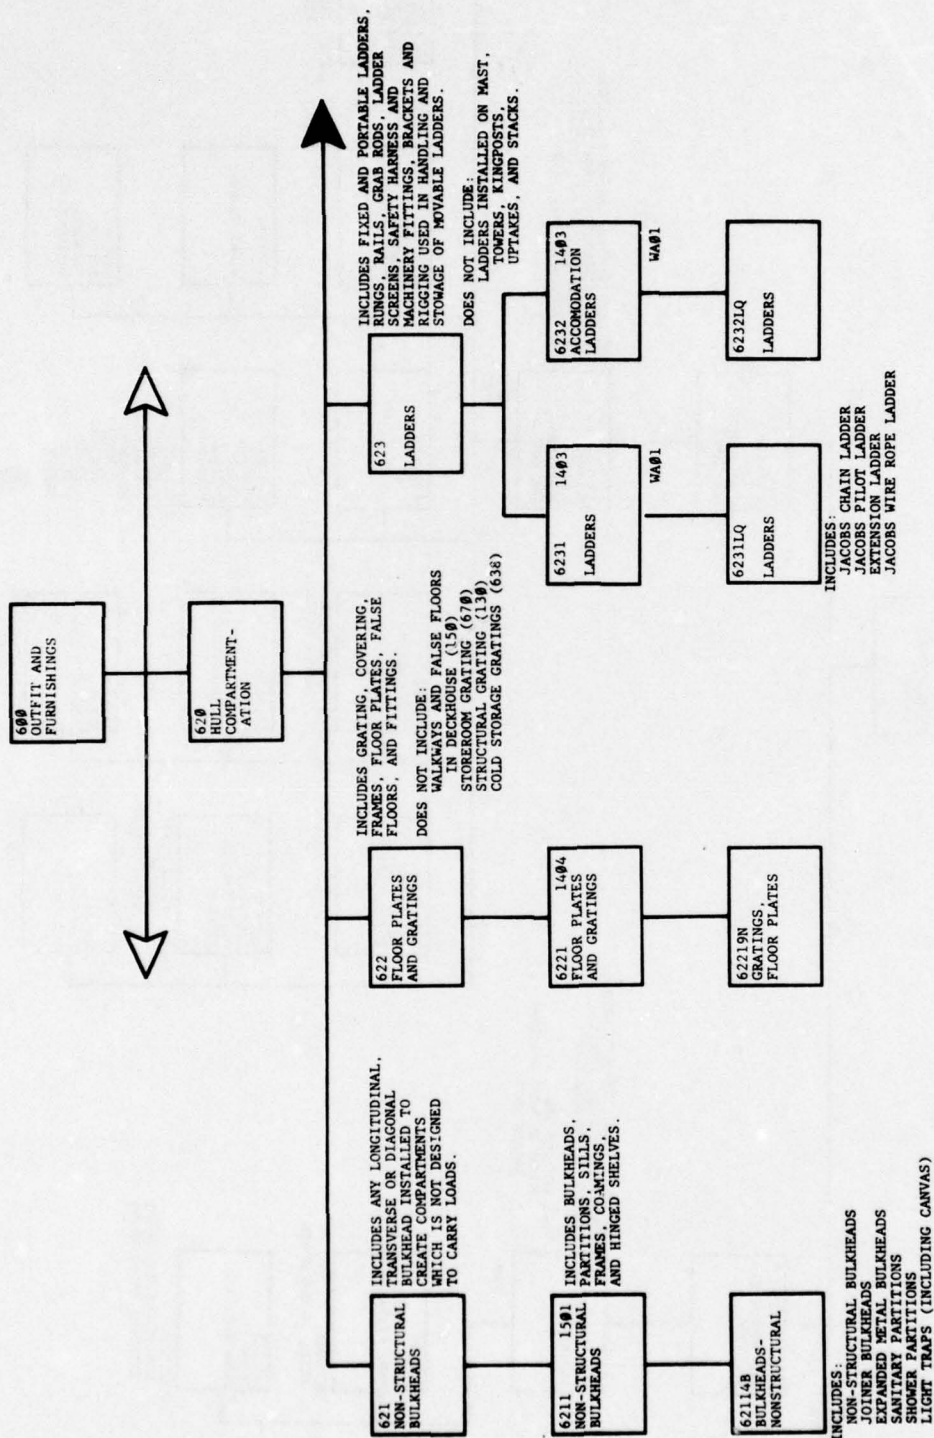 600
OUTFIT AND
FURNISHINGS
620
HULL
COMPARTMENT-
ATION
621
NON-STRUCTURAL
BULKHEADS
INCLUDES ANY LONGITUDINAL,
TRANSVERSE OR DIAGONAL
BULKHEAD INSTALLED TO
CREATE COMPARTMENTS
WHICH IS NOT DESIGNED
TO CARRY LOADS.
6211 1501
NON-STRUCTURAL
BULKHEADS
INCLUDES BULKHEADS,
PARTITIONS, SILLS,
FRAMES, COAMINGS,
AND HINGED SHELVES.
62114B
BULKHEADS-
NONSTRUCTURAL
INCLUDES:
NON-STRUCTURAL BULKHEADS
JOINER BULKHEADS
EXPANDED METAL BULKHEADS
SANITARY PARTITIONS
SHOWER PARTITIONS
LIGHT TRAPS (INCLUDING CANVAS)
622
FLOOR PLATES
AND GRATINGS
INCLUDES GRATING, COVERING,
FRAMES, FLOOR PLATES, FALSE
FLOORS, AND FITTINGS.
DOES NOT INCLUDE:
WALKWAYS AND FALSE FLOORS
IN DECKHOUSE (150)
STOREROOM GRATING (670)
STRUCTURAL GRATING (130)
COLD STORAGE GRATINGS (638)
6221 1404
FLOOR PLATES
AND GRATINGS
62219N
GRATINGS,
FLOOR PLATES
623
LADDERS
INCLUDES FIXED AND PORTABLE LADDERS,
RUNGS, RAILS, GRAB RODS, LADDER
SCREENS, SAFETY HARNESS AND
MACHINERY FITTINGS, BRACKETS AND
RIGGING USED IN HANDLING AND
STOWAGE OF MOVABLE LADDERS.
DOES NOT INCLUDE:
LADDERS INSTALLED ON MAST,
TOWERS, KINGPOSTS,
UPTAKES, AND STACKS.
6231 1403
LADDERS
WA01
6231LQ
LADDERS
INCLUDES:
JACOBS CHAIN LADDER
JACOBS PILOT LADDER
EXTENSION LADDER
JACOBS WIRE ROPE LADDER
6232 1403
ACCOMODATION
LADDERS
WA01
6232LQ
LADDERS